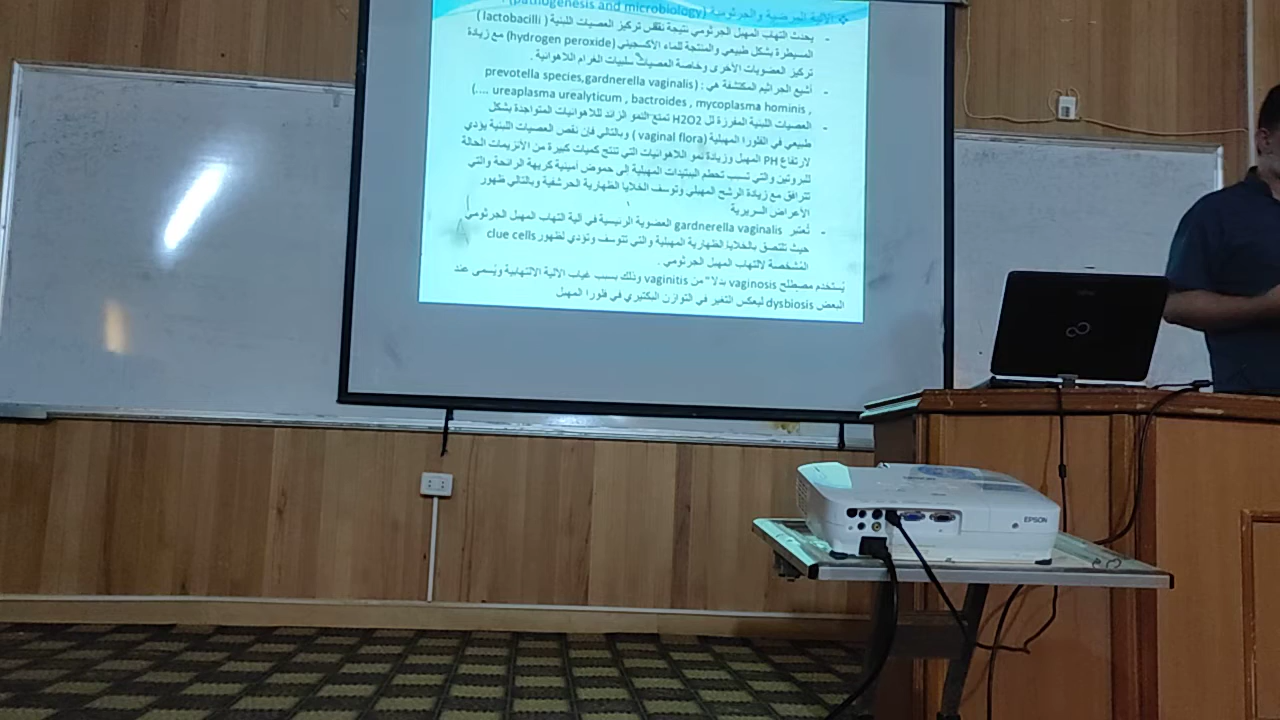 ❖ الآلية المرضية والجرثومية (pathogenesis and microbiology) :
- يحدث التهاب المهبل الجرثومي نتيجة نقص تركيز العصيات اللبنية ( lactobacilli )
المسيطرة بشكل طبيعي والمنتجة للماء الأكسجيني (hydrogen peroxide) مع زيادة
تركيز العضويات الأخرى وخاصة العصيات سلبيات الغرام اللاهوائية .
- أشيع الجراثيم المكتشفة هي : (prevotella species,gardnerella vaginalis
, ureaplasma urealyticum , bactroides , mycoplasma hominis ....)
- العصيات اللبنية المفرزة لل H2O2 تمنع النمو الزائد لللاهوائيات المتواجدة بشكل
طبيعي في الفلورا المهبلية (vaginal flora ) وبالتالي فإن نقص العصيات اللبنية يؤدي
لارتفاع PH المهبل وزيادة نمو اللاهوائيات التي تنتج كميات كبيرة من الأنزيمات الحالة
للبروتين والتي تسبب تحطم الببتيدات المهبلية إلى حموض أمينية كريهة الرائحة والتي
تترافق مع زيادة الرشح المهبلي وتوسف الخلايا الظهارية الحرشفية وبالتالي ظهور
الأعراض السريرية
- تُعتبر gardnerella vaginalis العضوية الرئيسية في آلية التهاب المهبل الجرثومي
حيث تلتصق بالخلايا الظهارية المهبلية والتي تتوسف وتؤدي لظهور clue cells
المشخصة لالتهاب المهبل الجرثومي .
يُستخدم مصطلح vaginosis بدلا" من vaginitis وذلك بسبب غياب الآلية الالتهابية ويُسمى عند
البعض dysbiosis ليعكس التغير في التوازن البكتيري في فلورا المهبل
EPSON